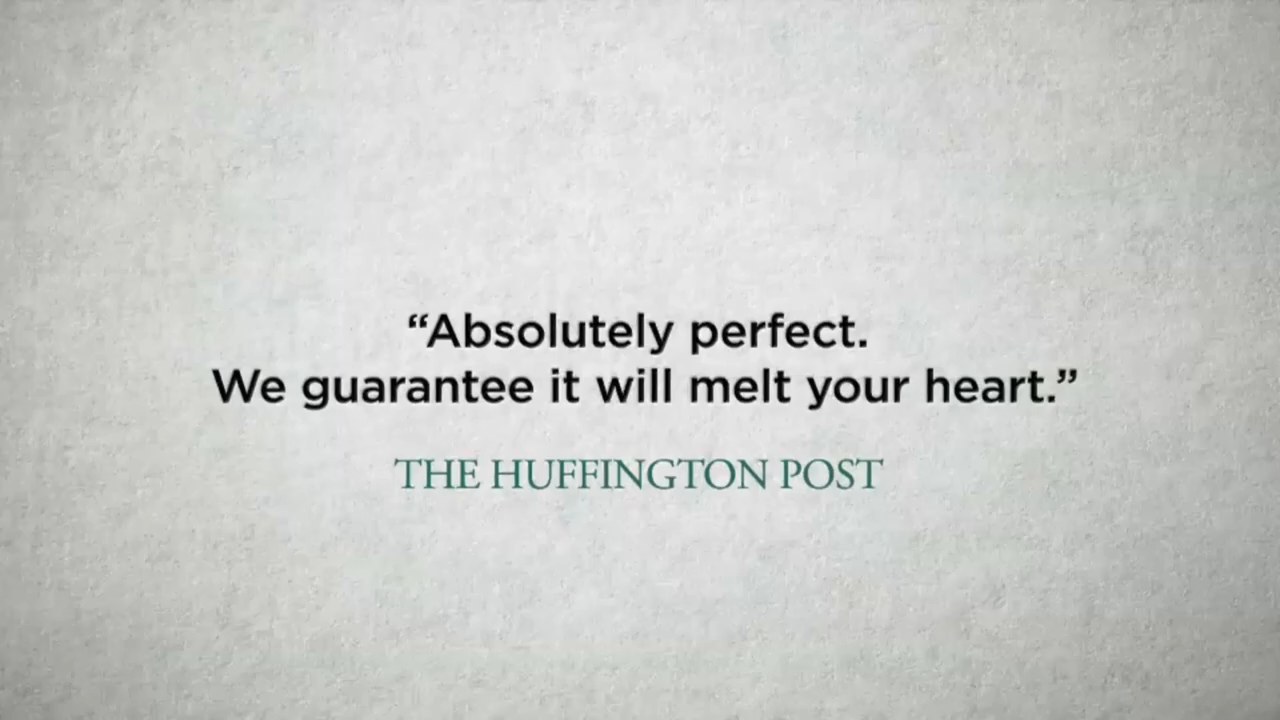 “Absolutely perfect.
We guarantee it will melt your heart.”
THE HUFFINGTON POST